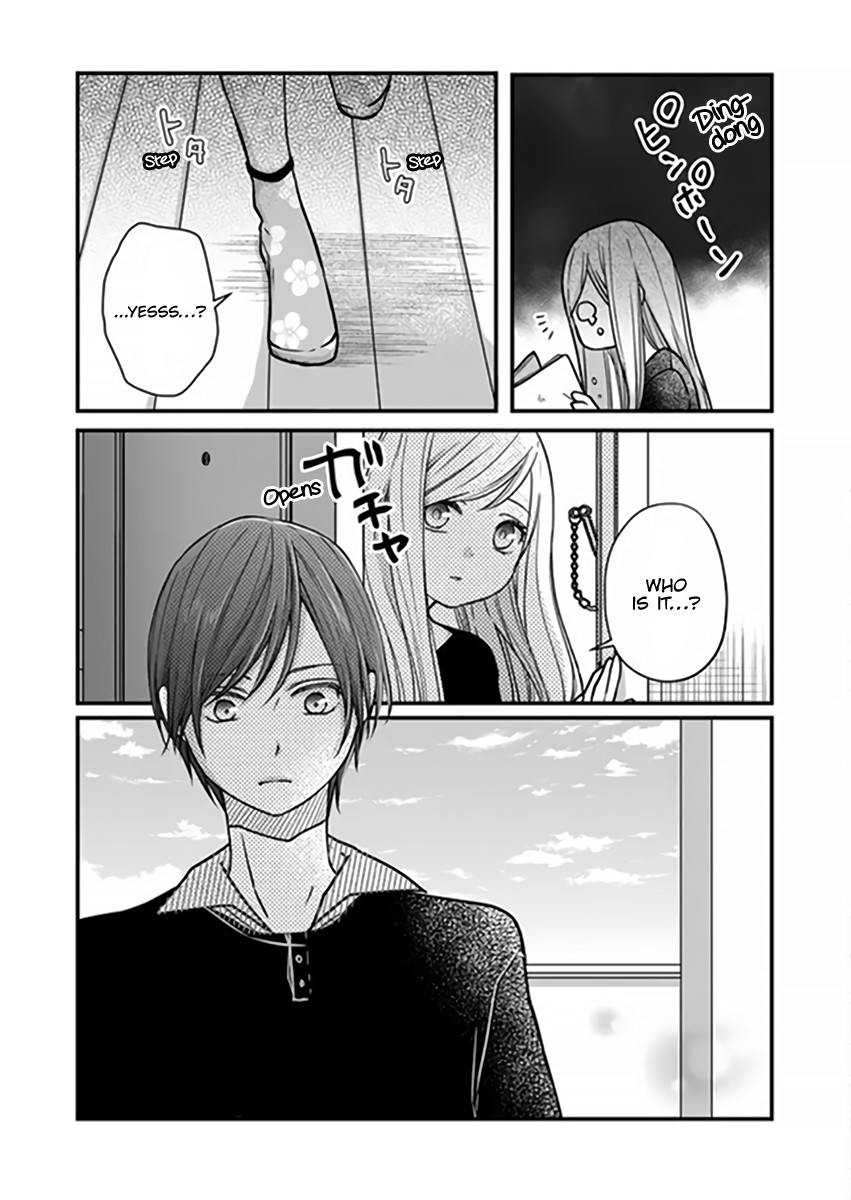 ピンポーン
Ding-
dong
トタ
Step
トタ
Step
...YESSS...?
ガチャ
Opens
WHO
IS IT...?